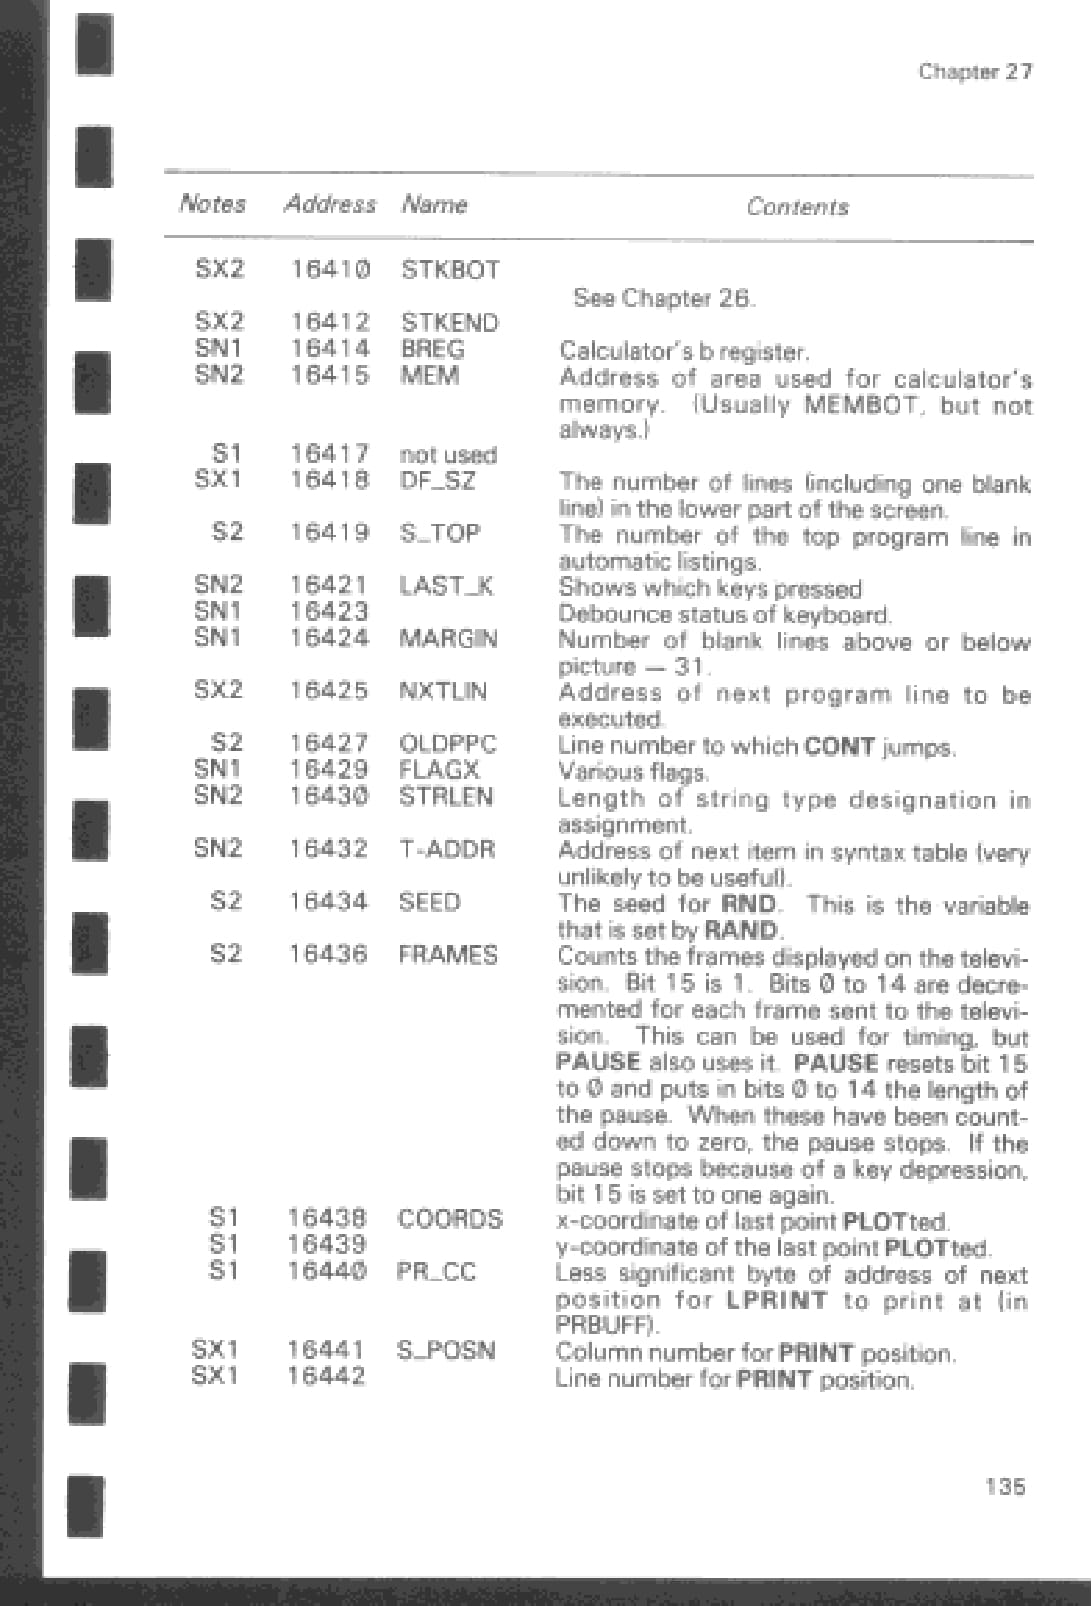 Chapter 27
Notes Address Name Contents
SX2 16410 STKBOT
See Chapter 26.
SX2 16412 STKEND
SN1 16414 BREG Calculator's b register.
SN2 16415 MEM Address of area used for calculator's
memory. (Usually MEMBOT, but not
always.)
S1 16417 not used
SX1 16418 DF_SZ The number of lines (including one blank
line) in the lower part of the screen.
S2 16419 S_TOP The number of the top program line in
automatic listings.
SN2 16421 LAST_K Shows which keys pressed
SN1 16423 Debounce status of keyboard.
SN1 16424 MARGIN Number of blank lines above or below
picture — 31.
SX2 16425 NXTLIN Address of next program line to be
executed.
S2 16427 OLDPPC Line number to which CONT jumps.
SN1 16429 FLAGX Various flags.
SN2 16430 STRLEN Length of string type designation in
assignment.
SN2 16432 T-ADDR Address of next item in syntax table (very
unlikely to be useful).
S2 16434 SEED The seed for RND. This is the variable
that is set by RAND.
S2 16436 FRAMES Counts the frames displayed on the televi-
sion. Bit 15 is 1. Bits 0 to 14 are decre-
mented for each frame sent to the televi-
sion. This can be used for timing, but
PAUSE also uses it. PAUSE resets bit 15
to 0 and puts in bits 0 to 14 the length of
the pause. When these have been count-
ed down to zero, the pause stops. If the
pause stops because of a key depression,
bit 15 is set to one again.
S1 16438 COORDS x-coordinate of last point PLOTted.
S1 16439 y-coordinate of the last point PLOTted.
S1 16440 PR_CC Less significant byte of address of next
position for LPRINT to print at (in
PRBUFF).
SX1 16441 S_POSN Column number for PRINT position.
SX1 16442 Line number for PRINT position.
135